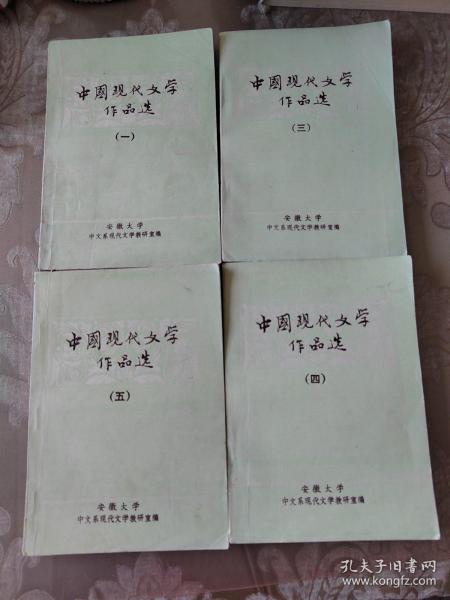 中國现代文学
作品选
（一）
安徽大学
中文系现代文学教研室编
中國现代文学
作品选
（三）
安徽大学
中文系现代文学教研室编
中國现代文学
作品选
（五）
安徽大学
中文系现代文学教研室编
中國现代文学
作品选
（四）
安徽大学
中文系现代文学教研室编
孔夫子旧书网
www.kongfz.com